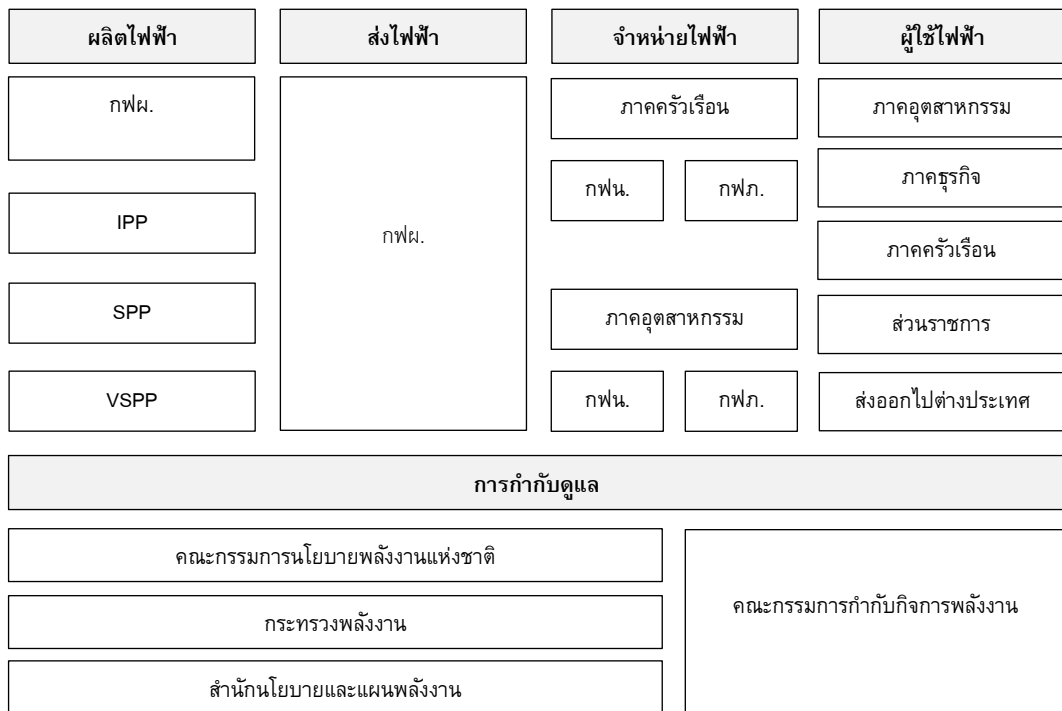 ผลิตไฟฟ้า
ส่งไฟฟ้า
จำหน่ายไฟฟ้า
ผู้ใช้ไฟฟ้า
กฟผ.
IPP
SPP
VSPP
กฟผ.
ภาคครัวเรือน
กฟน.
กฟภ.
ภาคอุตสาหกรรม
กฟน.
กฟภ.
ภาคอุตสาหกรรม
ภาคธุรกิจ
ภาคครัวเรือน
ส่วนราชการ
ส่งออกไปต่างประเทศ
การกำกับดูแล
คณะกรรมการนโยบายพลังงานแห่งชาติ
กระทรวงพลังงาน
สำนักนโยบายและแผนพลังงาน
คณะกรรมการกำกับกิจการพลังงาน